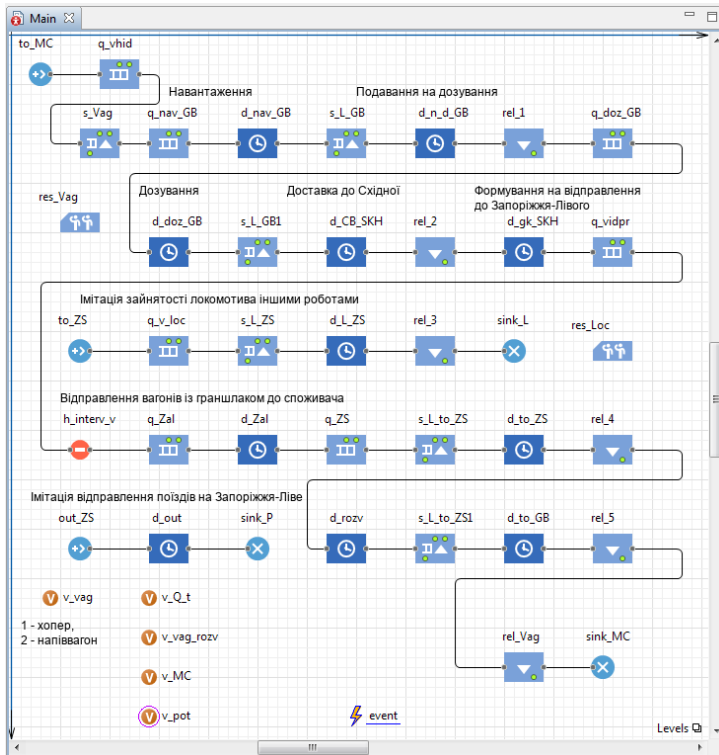 Main
to_MC q_vhid
Навантаження Подавання на дозування
s_Vag q_nav_GB d_nav_GB s_L_GB d_n_d_GB rel_1 q_doz_GB
res_Vag
Дозування Доставка до Східної Формування на відправлення
до Запоріжжя-Лівого
d_doz_GB s_L_GB1 d_CB_SKH rel_2 d_gk_SKH q_vidpr
Імітація зайнятості локомотива іншими роботами
to_ZS q_v_loc s_L_ZS d_L_ZS rel_3 sink_L res_Loc
Відправлення вагонів із граншлаком до споживача
h_interv_v q_Zal d_Zal q_ZS s_L_to_ZS d_to_ZS rel_4
Імітація відправлення поїздів на Запоріжжя-Ліве
out_ZS d_out sink_P d_rozv s_L_to_ZS1 d_to_GB rel_5
v_vag v_Q_t
1 - хопер,
2 - напіввагон
v_vag_rozv rel_Vag sink_MC
v_MC
v_pot event
Levels